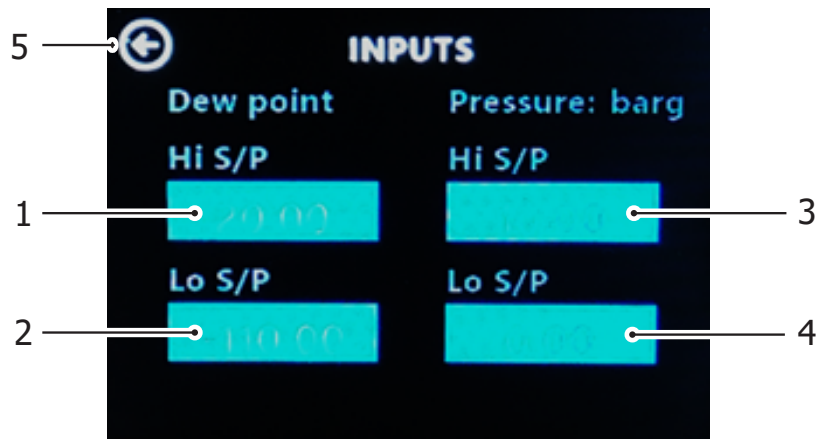 5
INPUTS
Dew point Pressure: barg
Hi S/P Hi S/P
1 3
Lo S/P Lo S/P
2 4